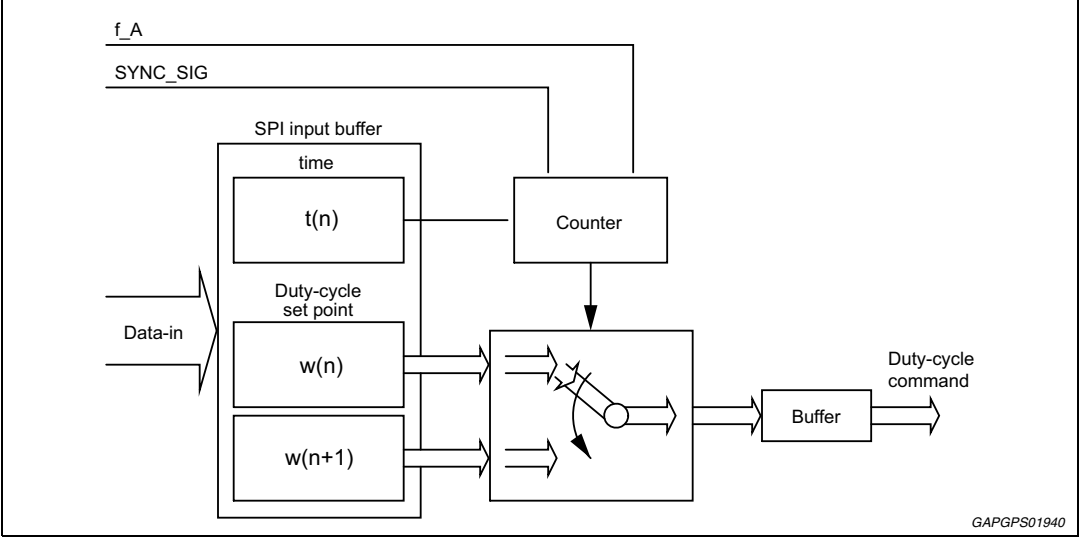 f_A
SYNC_SIG
SPI input buffer
time
t(n)
Counter
Duty-cycle
set point
Data-in
w(n)
Duty-cycle
command
Buffer
w(n+1)
GAPGPS01940